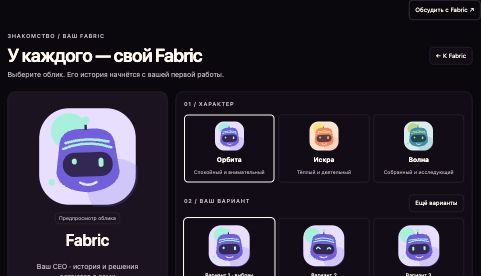 Обсудить с Fabric ↗
ЗНАКОМСТВО / ВАШ FABRIC
У каждого — свой Fabric
← К Fabric
Выберите облик. Его история начнётся с вашей первой работы.
Предпросмотр облика
Fabric
Ваш CEO · история и решения
01 / ХАРАКТЕР
Орбита
Спокойный и внимательный
Искра
Тёплый и деятельный
Волна
Собранный и исследующий
02 / ВАШ ВАРИАНТ
Ещё варианты
Вариант 1 · выбран
Вариант 2
Вариант 3